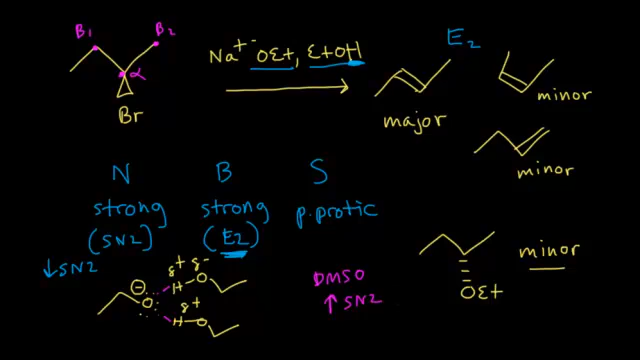 B1 B2
α
Br
Na+ -OEt, EtOH
E2
major
minor
minor
N B S
strong strong p.protic
(SN2) (E2)
↓SN2
δ+ δ-
H-O
- O
δ+
H-O
DMSO
↑SN2
minor
OEt